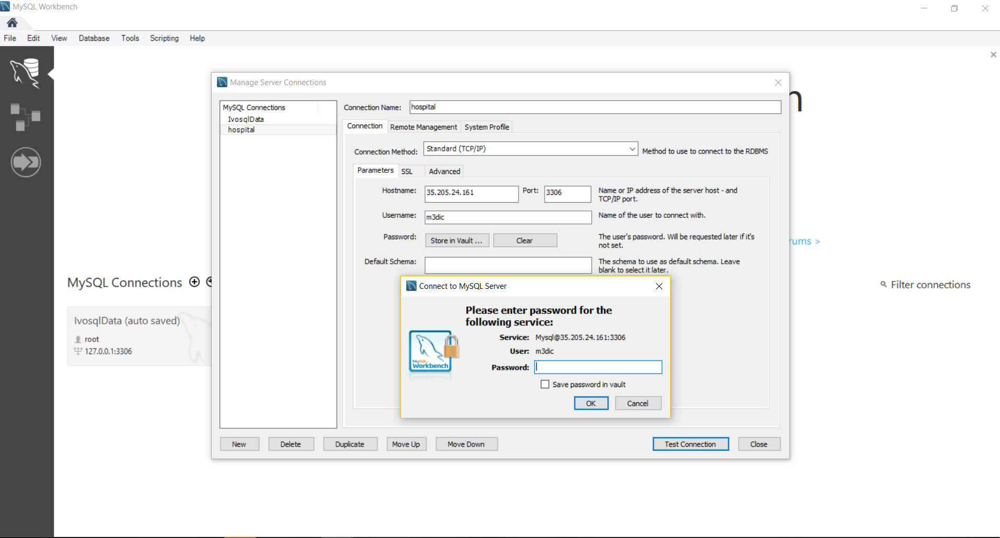 MySQL Workbench
File Edit View Database Tools Scripting Help
Manage Server Connections
MySQL Connections
IvosqlData
hospital
Connection Name: hospital
Connection Remote Management System Profile
Connection Method: Standard (TCP/IP) Method to use to connect to the RDBMS
Parameters SSL Advanced
Hostname: 35.205.24.161 Port: 3306 Name or IP address of the server host - and
TCP/IP port.
Username: m3dic Name of the user to connect with.
Password: Store in Vault ... Clear The user's password. Will be requested later if it's
not set.
Default Schema: The schema to use as default schema. Leave
blank to select it later.
Connect to MySQL Server
Please enter password for the
following service:
Service: Mysql@35.205.24.161:3306
User: m3dic
Password:
Save password in vault
OK Cancel
MySQL
Workbench
New Delete Duplicate Move Up Move Down Test Connection Close
n
rums >
MySQL Connections
Filter connections
IvosqlData (auto saved)
root
127.0.0.1:3306